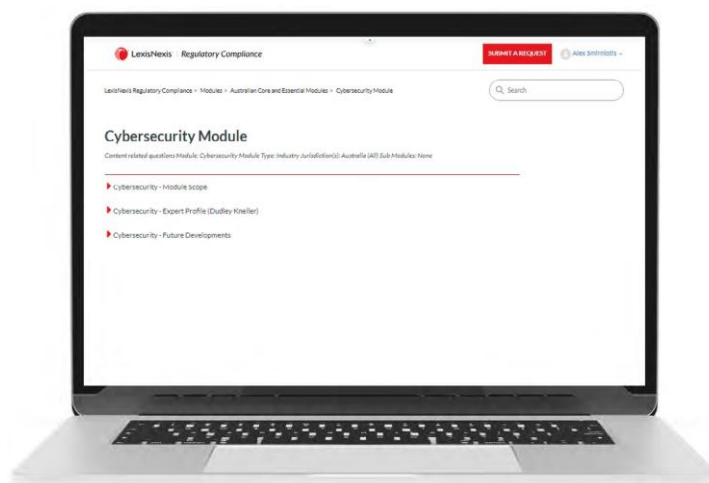 LexisNexis Regulatory Compliance
SUBMIT A REQUEST
Alex Smirniotis
LexisNexis Regulatory Compliance > Modules > Australian Core and Essential Modules > Cybersecurity Module
Search
Cybersecurity Module
Content related questions Module: Cybersecurity Module Type: Industry Jurisdiction(s): Australia (All) Sub Modules: None
Cybersecurity - Module Scope
Cybersecurity - Expert Profile (Dudley Kneller)
Cybersecurity - Future Developments